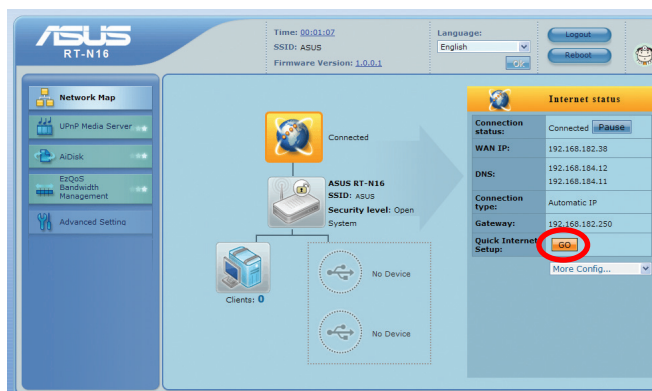 ASUS
RT-N16
Time: 00:01:07
SSID: ASUS
Firmware Version: 1.0.0.1
Language:
English
OK
Logout
Reboot
Network Map
UPnP Media Server
AiDisk
EzQoS
Bandwidth
Management
Advanced Setting
Connected
ASUS RT-N16
SSID: ASUS
Security level: Open
System
Clients: 0
No Device
No Device
Internet status
Connection status: Connected Pause
WAN IP: 192.168.182.38
DNS: 192.168.184.12
192.168.184.11
Connection type: Automatic IP
Gateway: 192.168.182.250
Quick Internet Setup: GO
More Config...